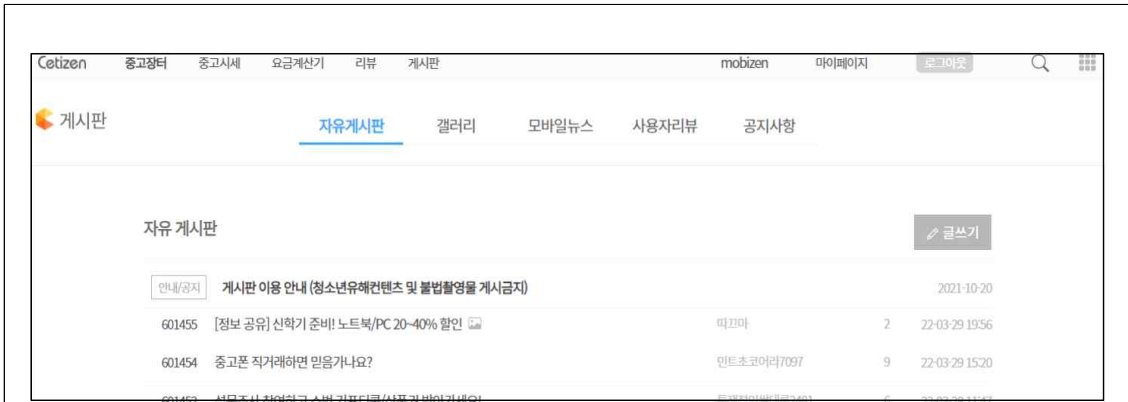 Cetizen 중고장터 중고시세 요금계산기 리뷰 게시판 mobizen 마이페이지 로그아웃
게시판 자유게시판 갤러리 모바일뉴스 사용자리뷰 공지사항
자유 게시판 글쓰기
안내/공지 게시판 이용 안내 (청소년유해컨텐츠 및 불법촬영물 게시금지) 2021-10-20
601455 [정보 공유] 신학기 준비! 노트북/PC 20~40% 할인 따끄마 2 22-03-29 19:56
601454 중고폰 직거래하면 믿음가나요? 민트초코어라7097 9 22-03-29 15:20